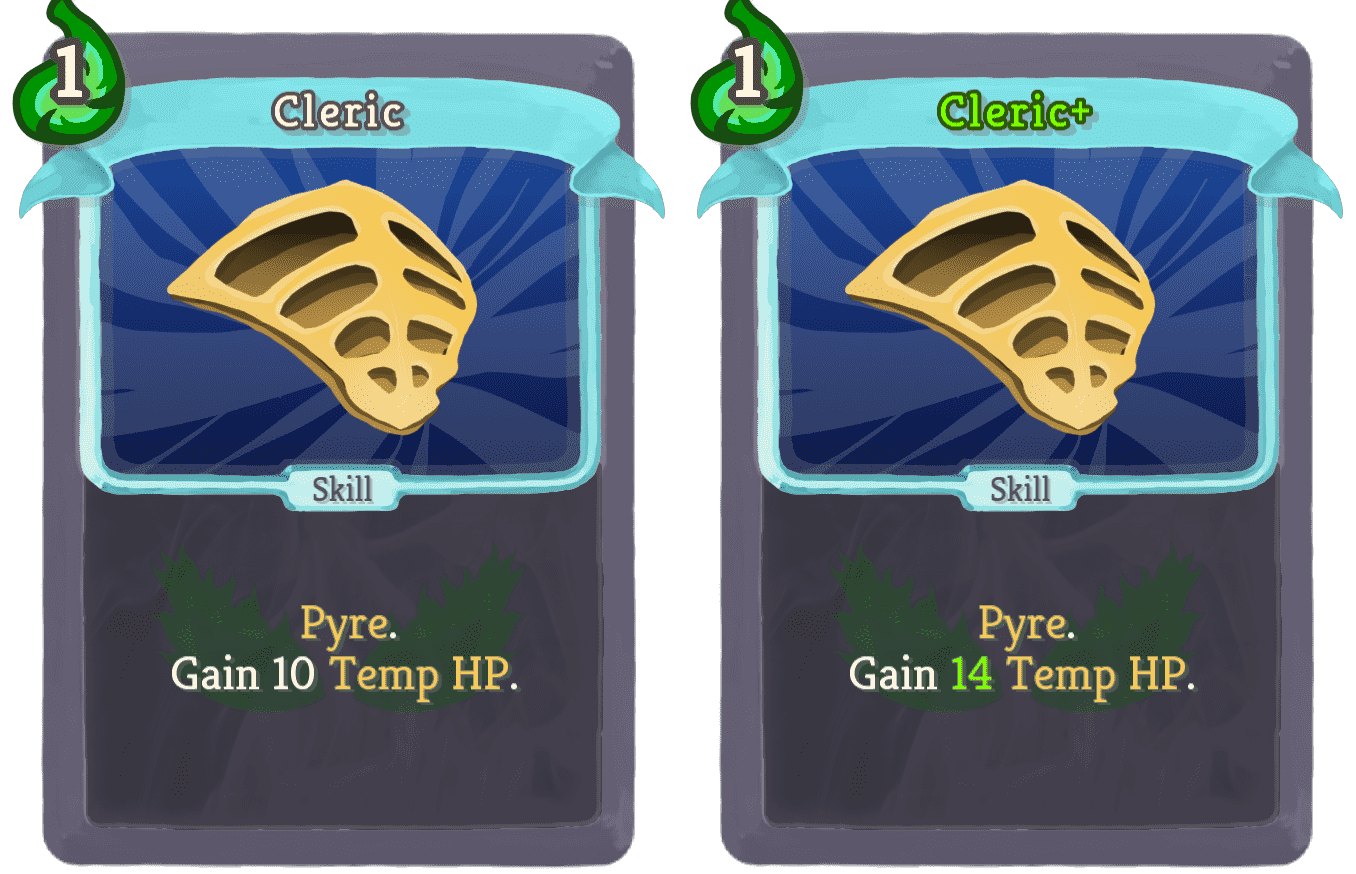 1
Cleric
Skill
Pyre.
Gain 10 Temp HP.
1
Cleric+
Skill
Pyre.
Gain 14 Temp HP.